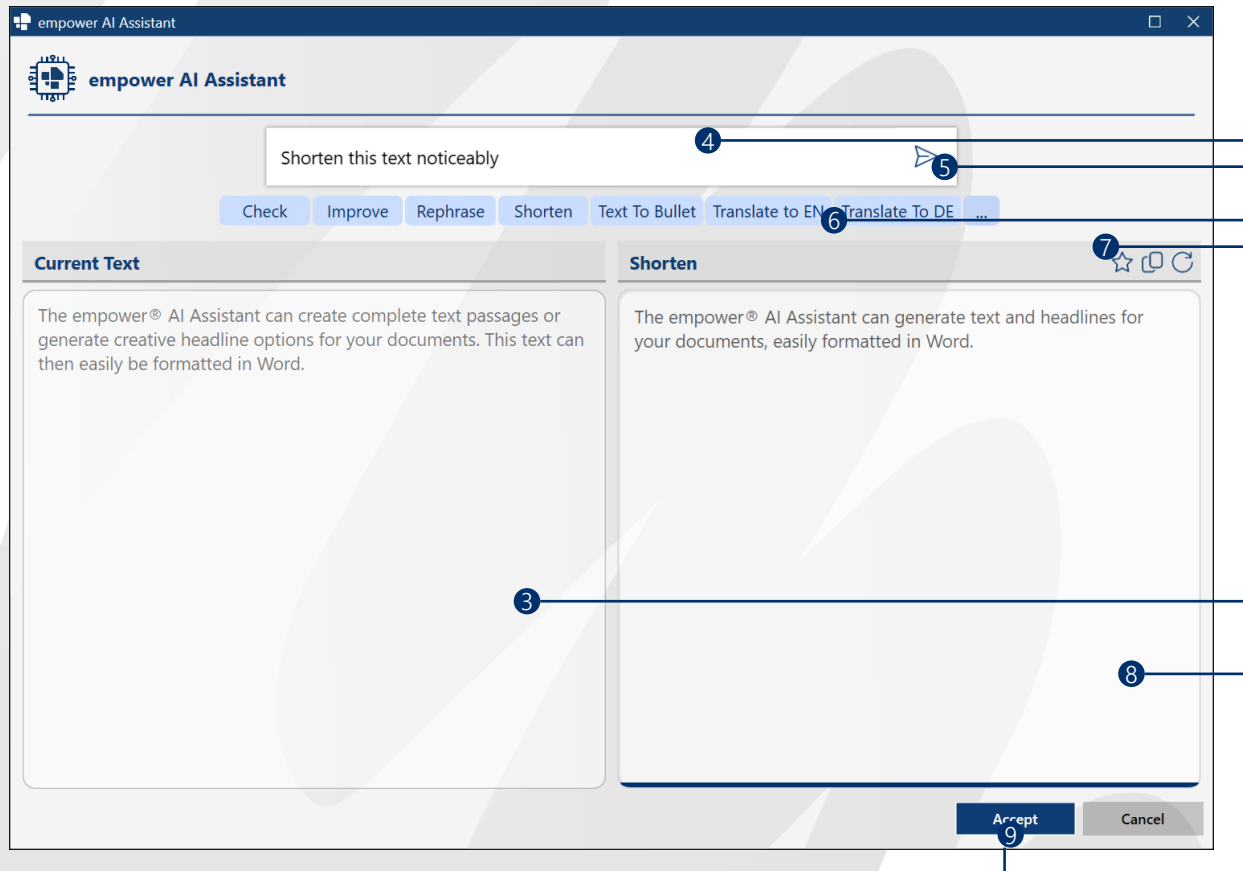 empower AI Assistant
empower AI Assistant
4
Shorten this text noticeably
5
Check Improve Rephrase Shorten Text To Bullet Translate to EN Translate To DE ...
6
7
Current Text
Shorten
The empower® AI Assistant can create complete text passages or
generate creative headline options for your documents. This text can
then easily be formatted in Word.
The empower® AI Assistant can generate text and headlines for
your documents, easily formatted in Word.
3
8
Accept Cancel
9